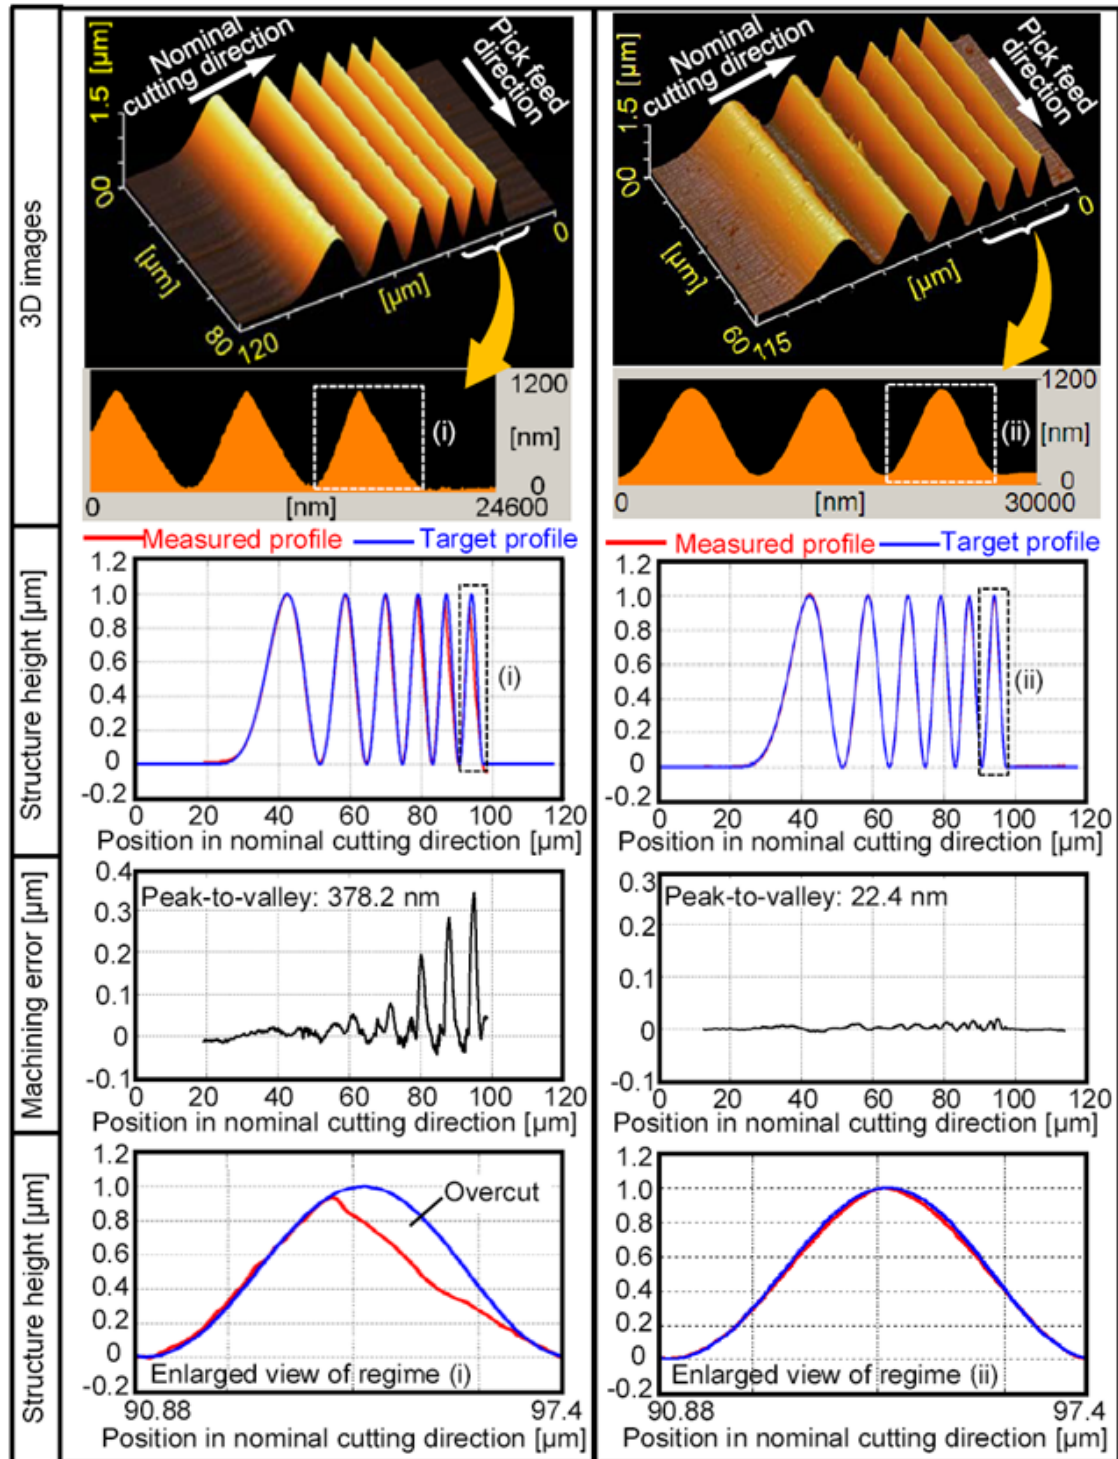 3D images
Nominal
cutting direction
Pick feed
direction
1.5 [µm]
0
0
[µm]
80
120
[µm]
0
1200
[nm]
0
(i)
0
[nm]
24600
Nominal
cutting direction
Pick feed
direction
1.5 [µm]
0
0
[µm]
60
115
[µm]
0
1200
[nm]
0
(ii)
0
[nm]
30000
Structure height [µm]
Measured profile
Target profile
1.2
1.0
0.8
0.6
0.4
0.2
0
-0.2
(i)
0 20 40 60 80 100 120
Position in nominal cutting direction [µm]
Measured profile
Target profile
1.2
1.0
0.8
0.6
0.4
0.2
0
-0.2
(ii)
0 20 40 60 80 100 120
Position in nominal cutting direction [µm]
Machining error [µm]
0.4
0.3
0.2
0.1
0
-0.1
Peak-to-valley: 378.2 nm
0 20 40 60 80 100 120
Position in nominal cutting direction [µm]
0.3
0.2
0.1
0
-0.1
Peak-to-valley: 22.4 nm
0 20 40 60 80 100 120
Position in nominal cutting direction [µm]
Structure height [µm]
1.2
1.0
0.8
0.6
0.4
0.2
0
-0.2
Overcut
Enlarged view of regime (i)
90.88
97.4
Position in nominal cutting direction [µm]
1.2
1.0
0.8
0.6
0.4
0.2
0
-0.2
Enlarged view of regime (ii)
90.88
97.4
Position in nominal cutting direction [µm]